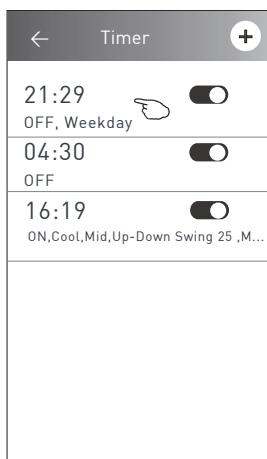 Timer
21:29
OFF, Weekday
04:30
OFF
16:19
ON,Cool,Mid,Up-Down Swing 25 ,M...